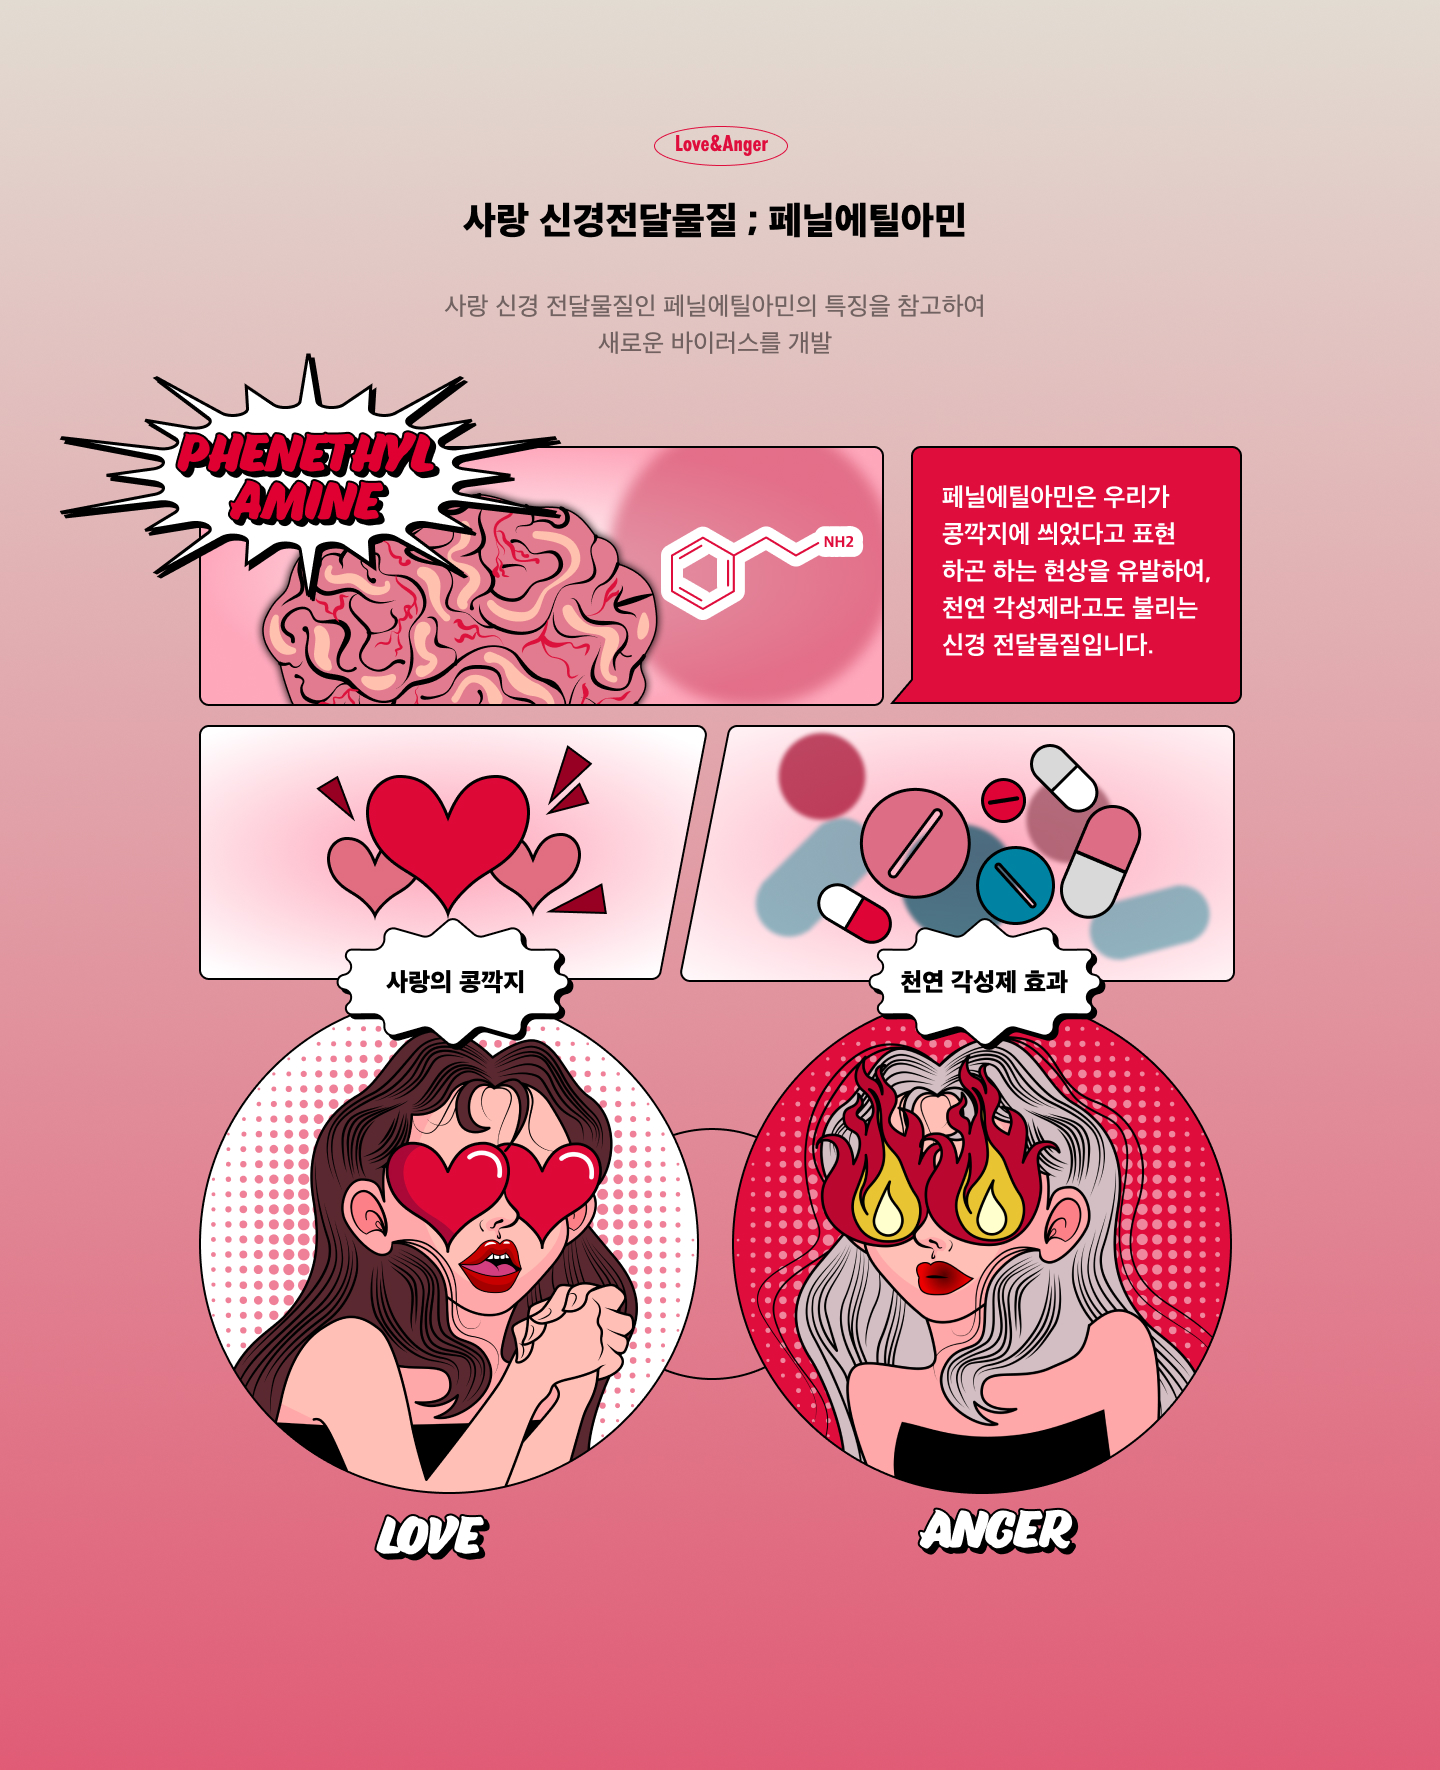 Love&Anger
사랑 신경전달물질 ; 페닐에틸아민
사랑 신경 전달물질인 페닐에틸아민의 특징을 참고하여
새로운 바이러스를 개발
PHENETHYL
AMINE
NH2
페닐에틸아민은 우리가
콩깍지에 씌었다고 표현
하곤 하는 현상을 유발하여,
천연 각성제라고도 불리는
신경 전달물질입니다.
사랑의 콩깍지
천연 각성제 효과
LOVE
ANGER